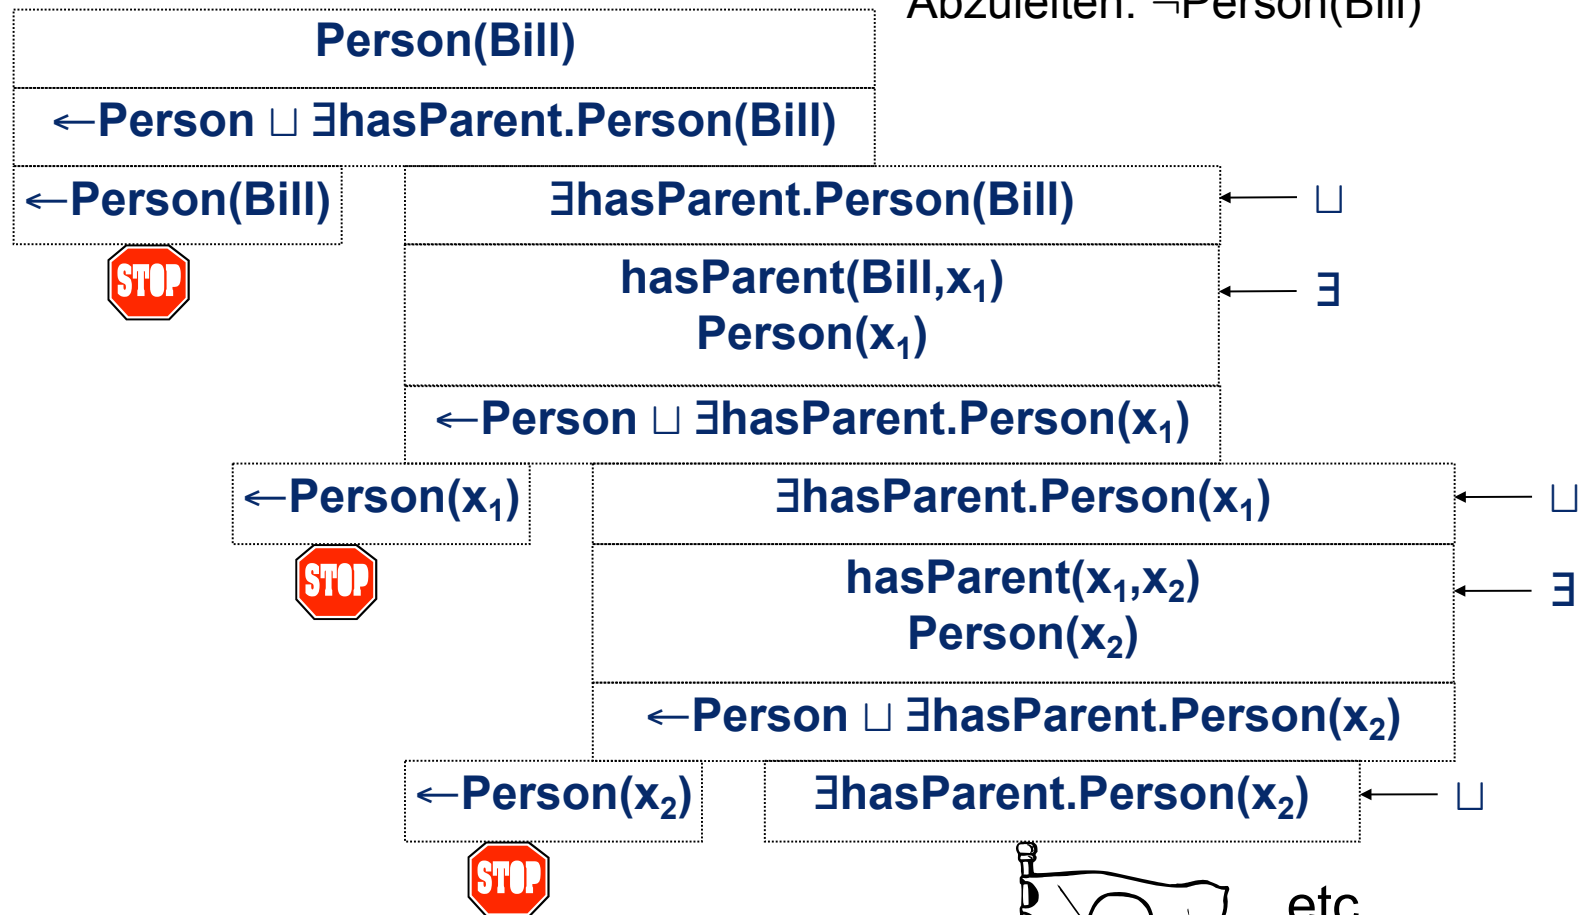 Abzuleiten: ¬Person(Bill)
Person(Bill)
←Person ⊔ ∃hasParent.Person(Bill)
←Person(Bill)
∃hasParent.Person(Bill)
⊔
STOP
hasParent(Bill,x₁)
∃
Person(x₁)
←Person ⊔ ∃hasParent.Person(x₁)
←Person(x₁)
∃hasParent.Person(x₁)
⊔
STOP
hasParent(x₁,x₂)
∃
Person(x₂)
←Person ⊔ ∃hasParent.Person(x₂)
←Person(x₂)
∃hasParent.Person(x₂)
⊔
STOP
etc